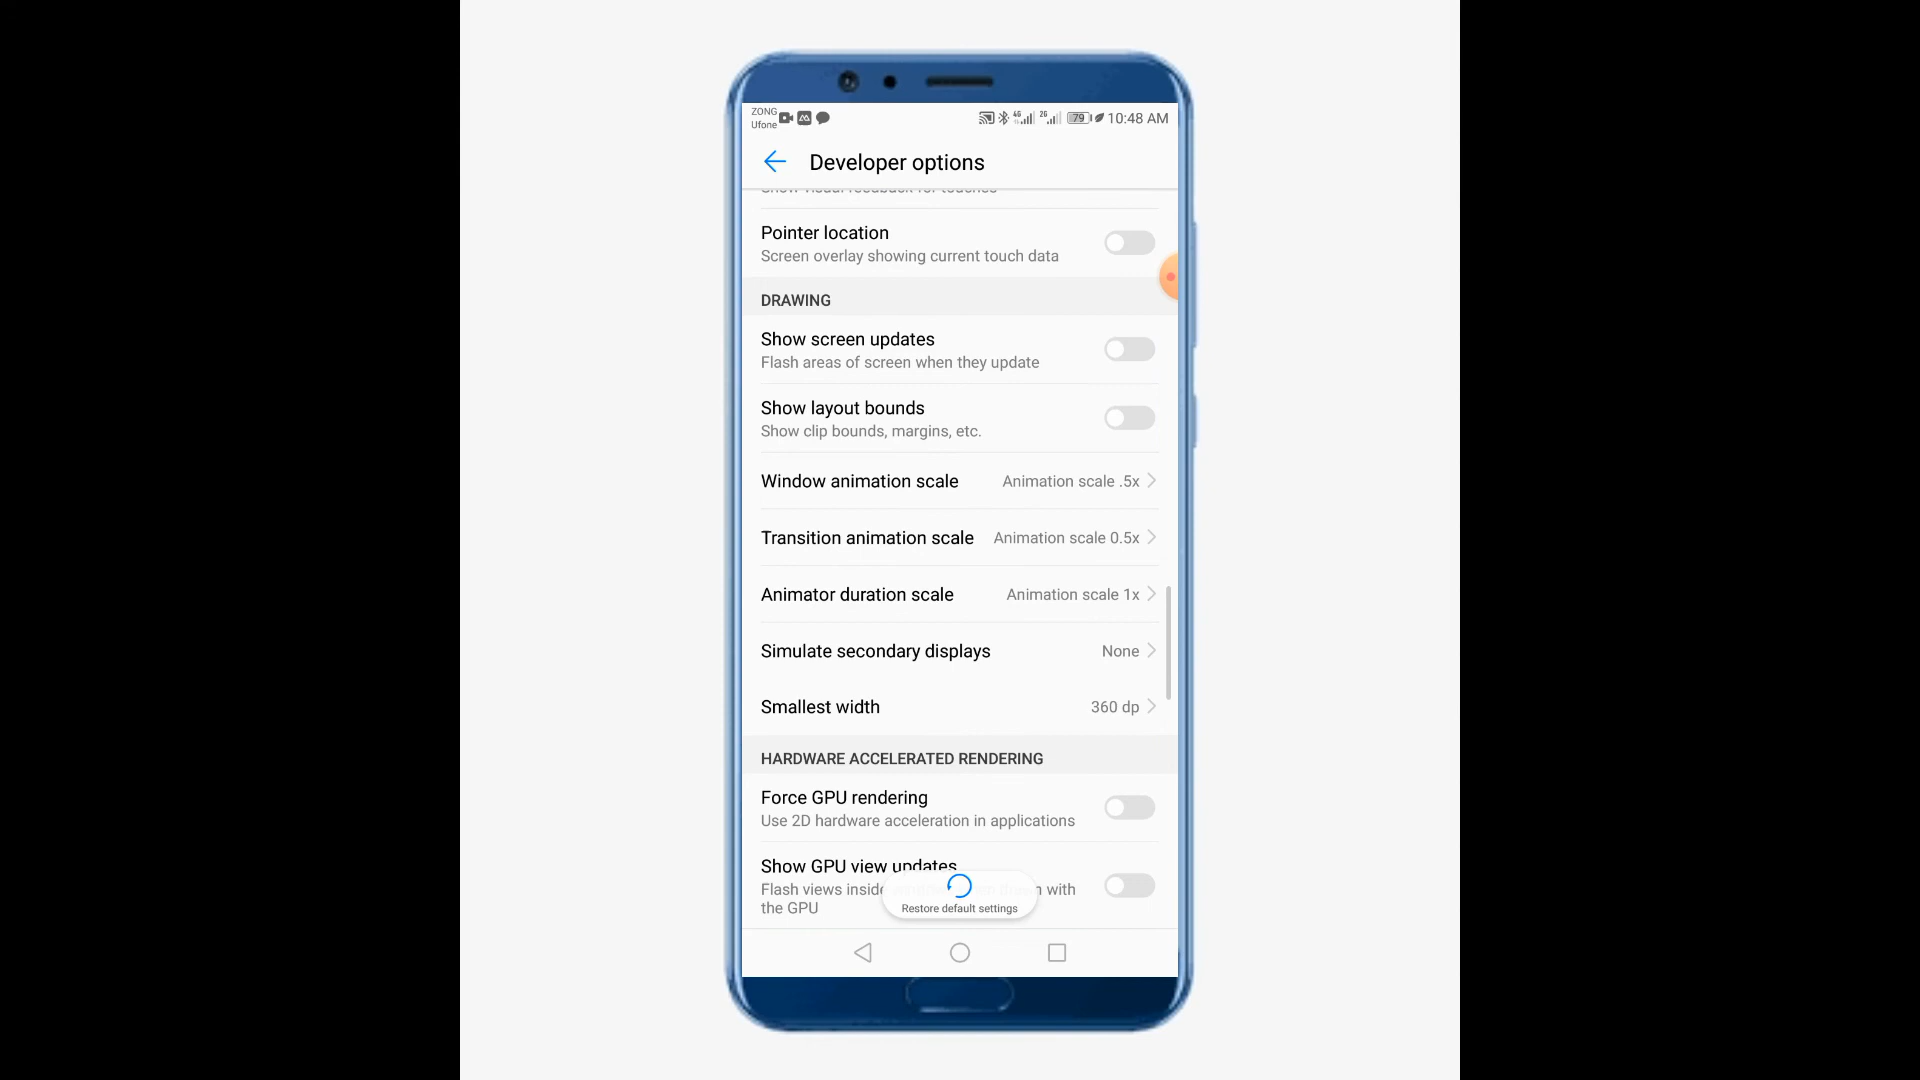 ZONG
Ufone
4G
2G
79
10:48 AM
Developer options
Show visual feedback for touches
Pointer location
Screen overlay showing current touch data
DRAWING
Show screen updates
Flash areas of screen when they update
Show layout bounds
Show clip bounds, margins, etc.
Window animation scale
Animation scale .5x
Transition animation scale
Animation scale 0.5x
Animator duration scale
Animation scale 1x
Simulate secondary displays
None
Smallest width
360 dp
HARDWARE ACCELERATED RENDERING
Force GPU rendering
Use 2D hardware acceleration in applications
Show GPU view updates
Flash views inside with
the GPU
Restore default settings